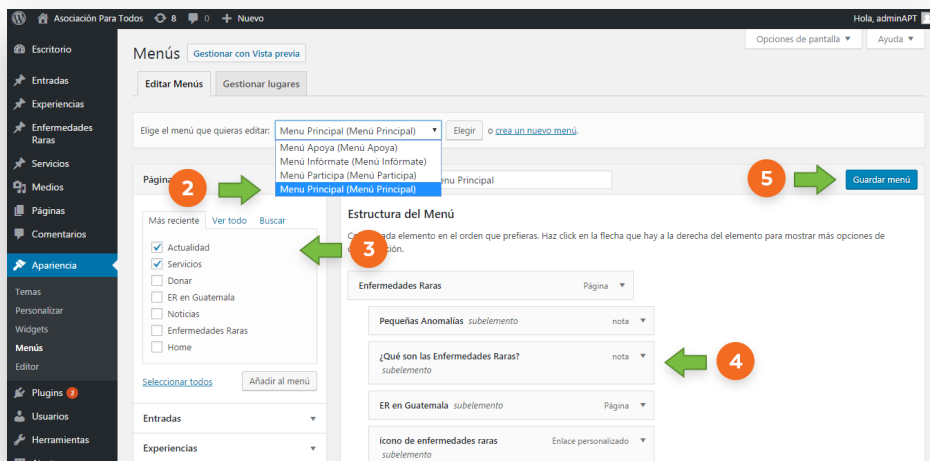 Asociación Para Todos 8 0 + Nuevo Hola, adminAPT
Escritorio
Entradas
Experiencias
Enfermedades
Raras
Servicios
Medios
Páginas
Comentarios
Apariencia
Temas
Personalizar
Widgets
Menús
Editor
Plugins 2
Usuarios
Herramientas
Opciones de pantalla Ayuda
Menús Gestionar con Vista previa
Editar Menús Gestionar lugares
Elige el menú que quieras editar: Menu Principal (Menú Principal) Elegir o crea un nuevo menú.
Menú Apoya (Menú Apoya)
Menú Infórmate (Menú Infórmate)
Menú Participa (Menú Participa)
Menu Principal (Menú Principal)
2
Menu Principal
5
Guardar menú
Más reciente Ver todo Buscar
Actualidad
Servicios
Donar
ER en Guatemala
Noticias
Enfermedades Raras
Home
Seleccionar todos Añadir al menú
Entradas
Experiencias
3
Estructura del Menú
cada elemento en el orden que prefieras. Haz click en la flecha que hay a la derecha del elemento para mostrar más opciones de
Enfermedades Raras Página
Pequeñas Anomalías subelemento nota
¿Qué son las Enfermedades Raras? nota
subelemento
4
ER en Guatemala subelemento Página
ícono de enfermedades raras Enlace personalizado
subelemento